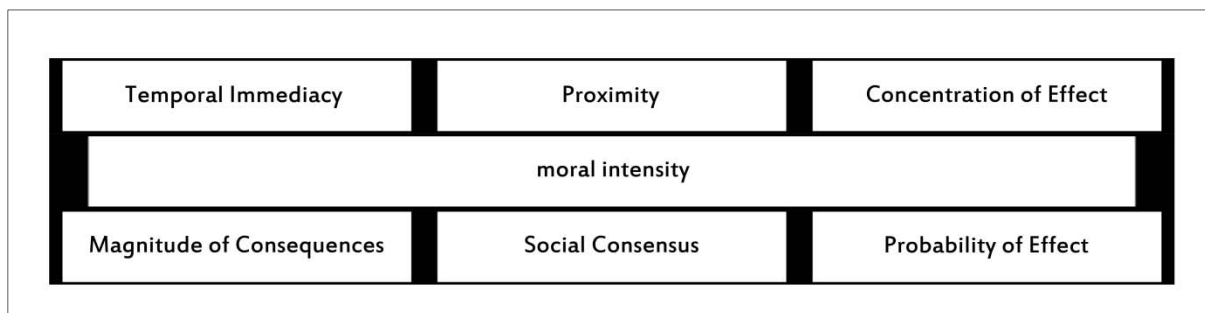 Temporal Immediacy
Proximity
Concentration of Effect
moral intensity
Magnitude of Consequences
Social Consensus
Probability of Effect